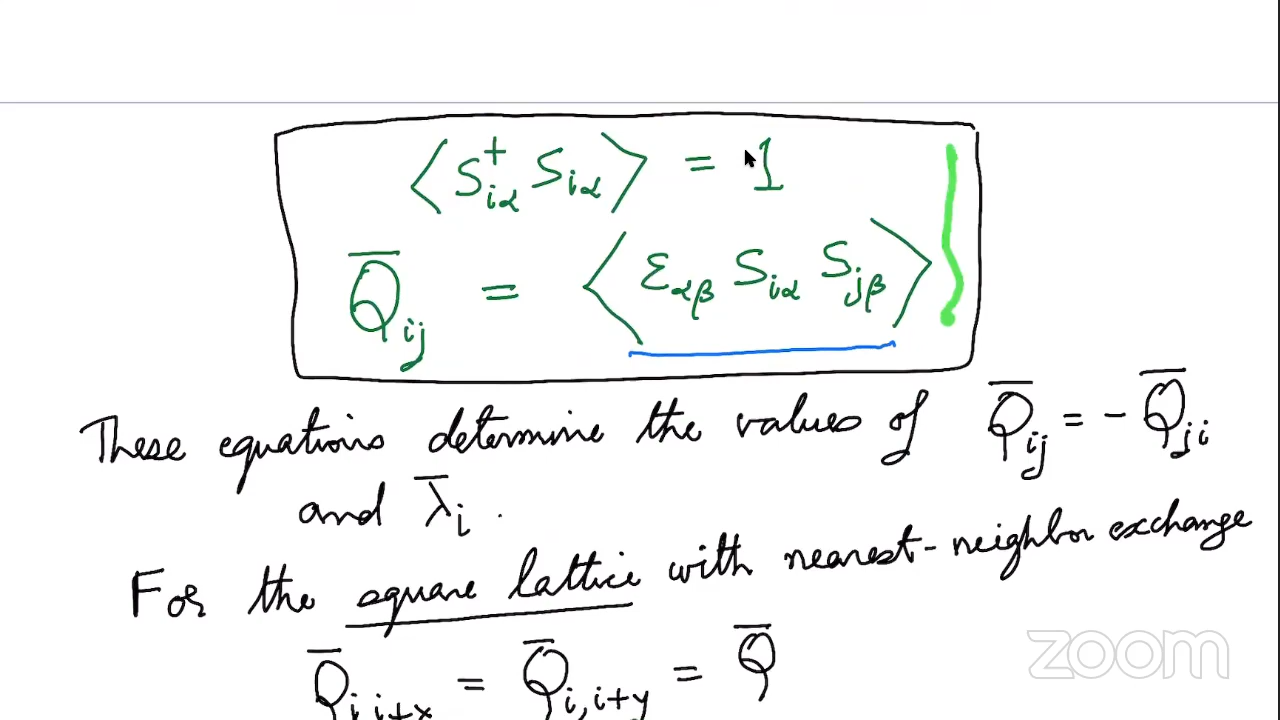 ⟨S†_{iα} S_{iα}⟩ = 1
Q̄_{ij} = ⟨ε_{αβ} S_{iα} S_{jβ}⟩
These equations determine the values of Q̄_{ij} = - Q̄_{ji}
and λ̄_i .
For the square lattice with nearest-neighbor exchange
Q̄_{i,i+x} = Q̄_{i,i+y} = Q̄
zoom